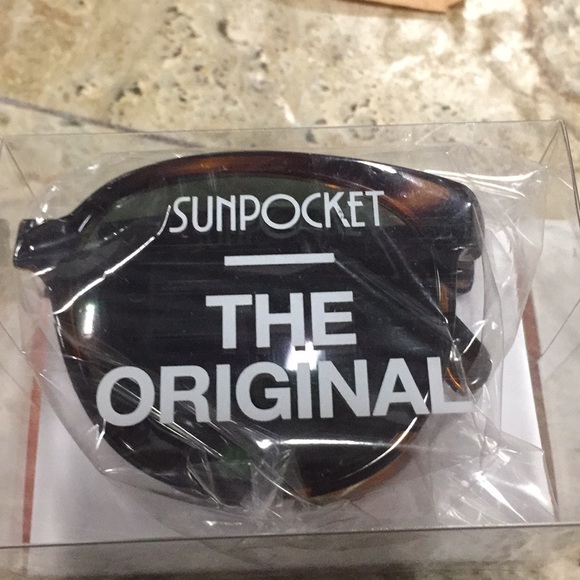 SUNPOCKET
THE
ORIGINAL